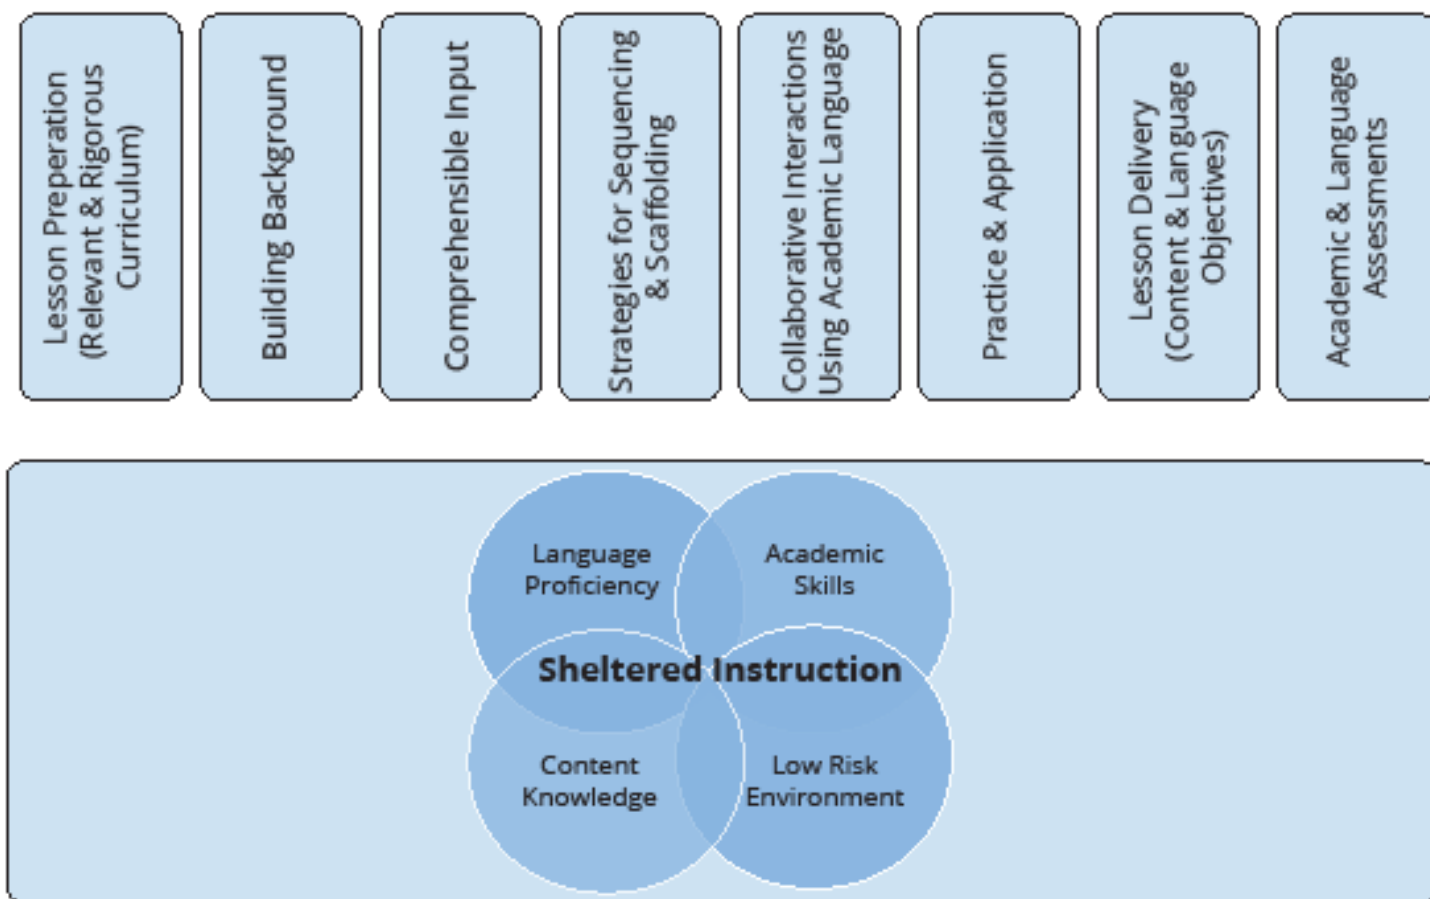 Lesson Preperation
(Relevant & Rigorous
Curriculum)
Building Background
Comprehensible Input
Strategies for Sequencing
& Scaffolding
Collaborative Interactions
Using Academic Language
Practice & Application
Lesson Delivery
(Content & Language
Objectives)
Academic & Language
Assessments
Language
Proficiency
Academic
Skills
Sheltered Instruction
Content
Knowledge
Low Risk
Environment